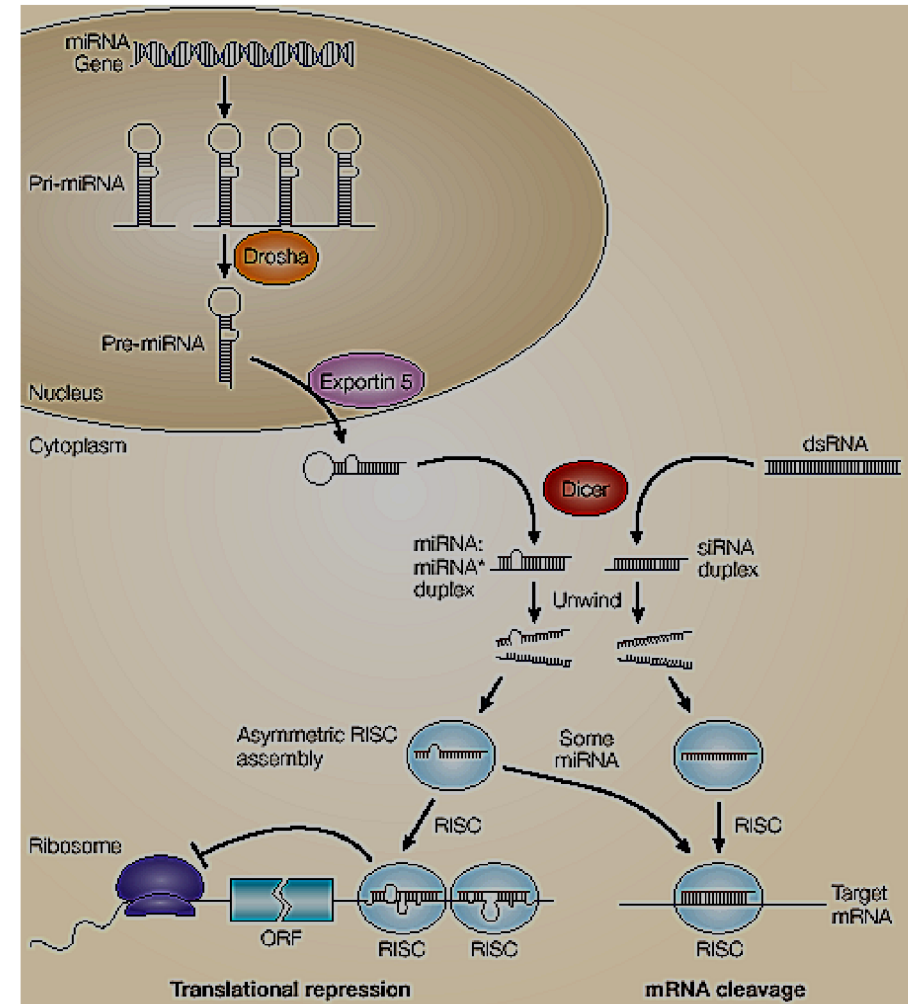 miRNA
Gene
Pri-miRNA
Drosha
Pre-miRNA
Exportin 5
Nucleus
Cytoplasm
dsRNA
Dicer
miRNA:
miRNA*
duplex
siRNA
duplex
Unwind
Asymmetric RISC
assembly
Some
miRNA
RISC
RISC
Ribosome
Target
mRNA
ORF
RISC
RISC
RISC
Translational repression
mRNA cleavage